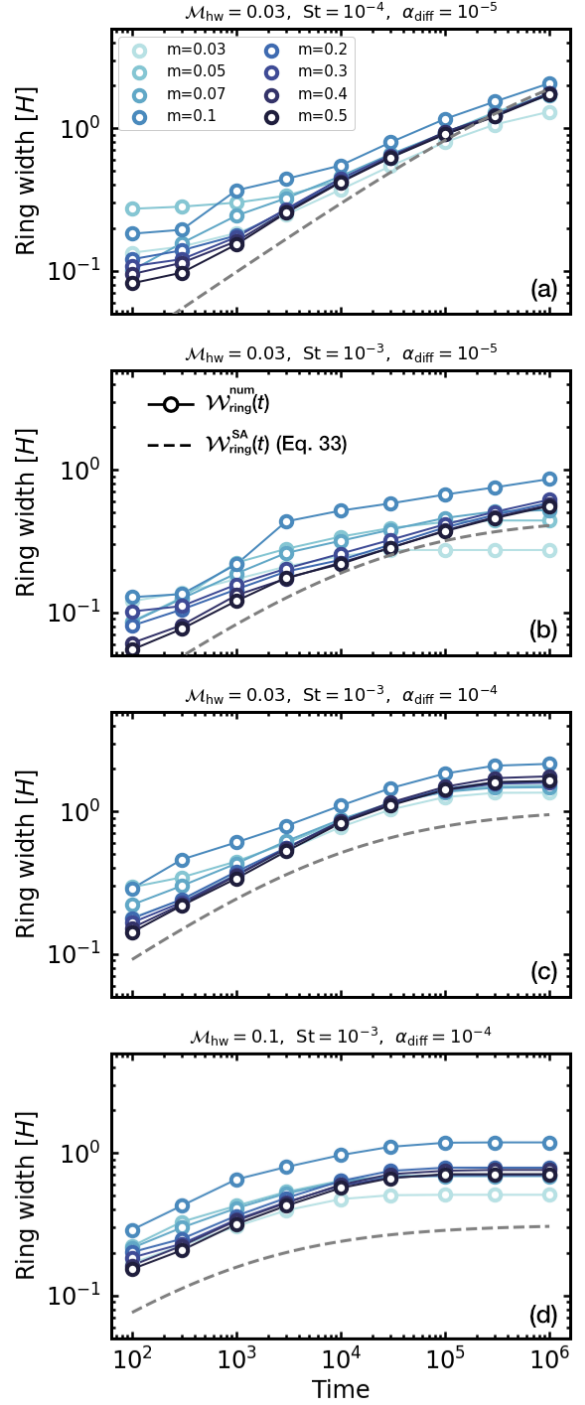 𝓜hw = 0.03, St = 10⁻⁴, αdiff = 10⁻⁵
m=0.03
m=0.05
m=0.07
m=0.1
m=0.2
m=0.3
m=0.4
m=0.5
Ring width [H]
10⁰
10⁻¹
(a)
𝓜hw = 0.03, St = 10⁻³, αdiff = 10⁻⁵
𝒲ringⁿᵘᵐ(t)
𝒲ringˢᴬ(t) (Eq. 33)
Ring width [H]
10⁰
10⁻¹
(b)
𝓜hw = 0.03, St = 10⁻³, αdiff = 10⁻⁴
Ring width [H]
10⁰
10⁻¹
(c)
𝓜hw = 0.1, St = 10⁻³, αdiff = 10⁻⁴
Ring width [H]
10⁰
10⁻¹
(d)
10² 10³ 10⁴ 10⁵ 10⁶
Time